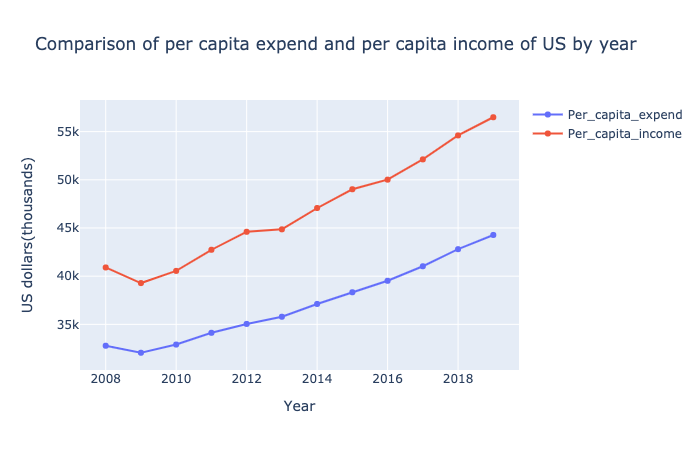 Comparison of per capita expend and per capita income of US by year
Per_capita_expend
Per_capita_income
US dollars(thousands)
55k
50k
45k
40k
35k
2008
2010
2012
2014
2016
2018
Year